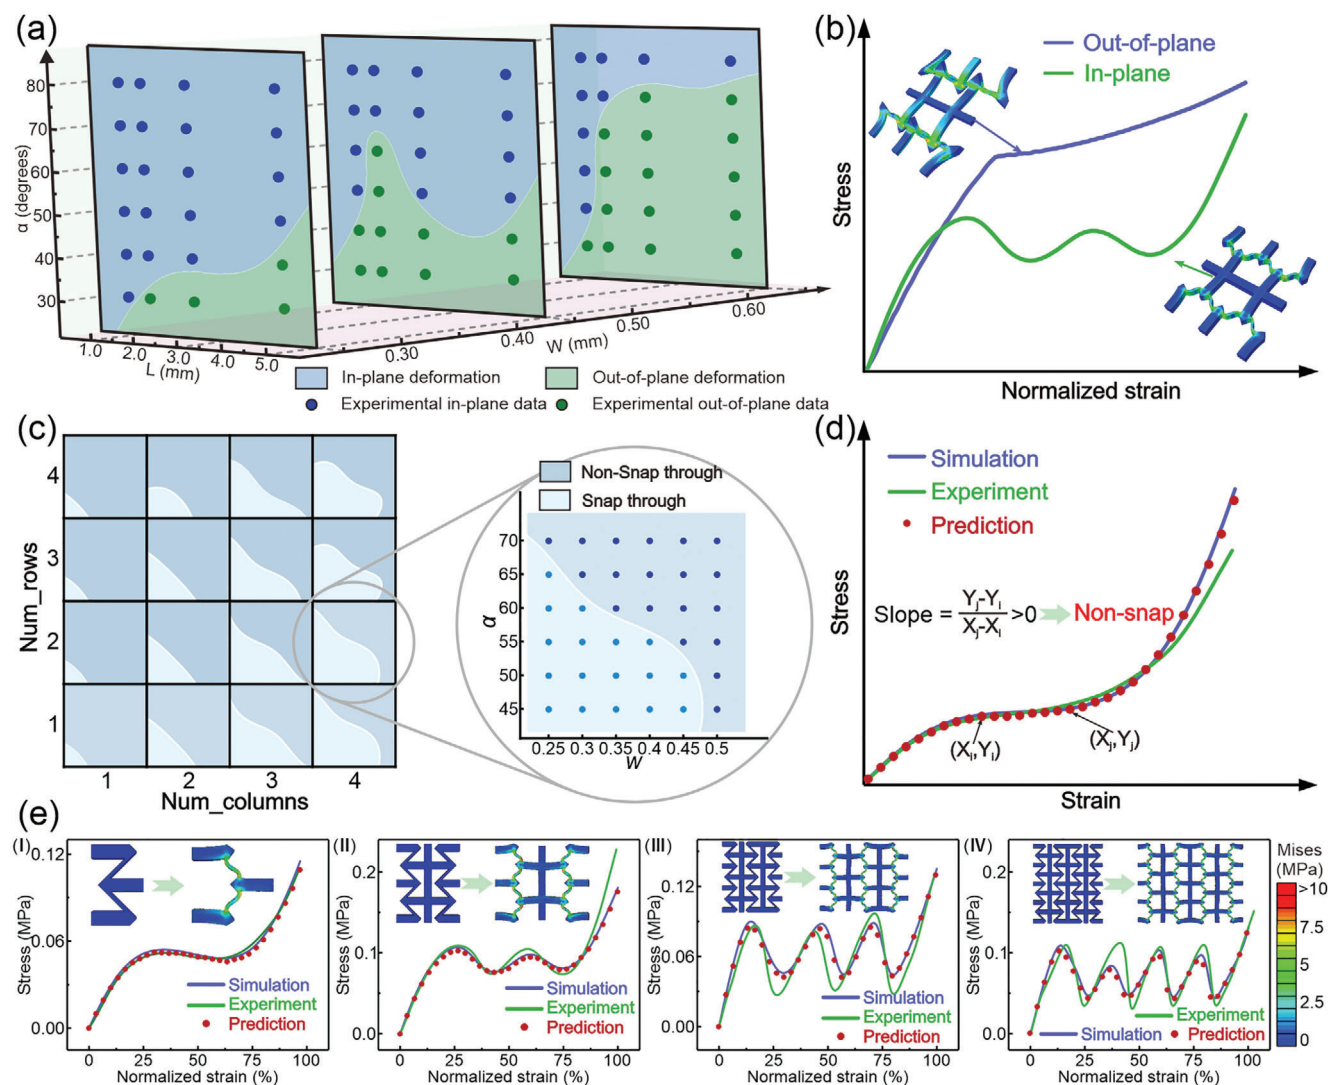 (a)
α (degrees)
80
70
60
50
40
30
1.0
2.0
3.0
4.0
5.0
L (mm)
0.30
0.40
0.50
0.60
W (mm)
In-plane deformation
Out-of-plane deformation
Experimental in-plane data
Experimental out-of-plane data
(b)
Out-of-plane
In-plane
Stress
Normalized strain
(c)
Num_rows
4
3
2
1
1
2
3
4
Num_columns
Non-Snap through
Snap through
α
70
65
60
55
50
45
0.25
0.3
0.35
0.4
0.45
0.5
w
(d)
Simulation
Experiment
Prediction
Stress
Slope = Yj-Yi / Xj-Xi >0
Non-snap
(Xi,Yi)
(Xj,Yj)
Strain
(e)
(I)
0.12
0.06
0.00
Stress (MPa)
Simulation
Experiment
Prediction
0 25 50 75 100
Normalized strain (%)
(II)
0.2
0.1
0.0
Stress (MPa)
Simulation
Experiment
Prediction
0 25 50 75 100
Normalized strain (%)
(III)
0.12
0.06
0.00
Stress (MPa)
Simulation
Experiment
Prediction
0 25 50 75 100
Normalized strain (%)
(IV)
0.2
0.1
0.0
Stress (MPa)
Simulation
Experiment
Prediction
0 25 50 75 100
Normalized strain (%)
Mises
(MPa)
>10
7.5
5
2.5
0